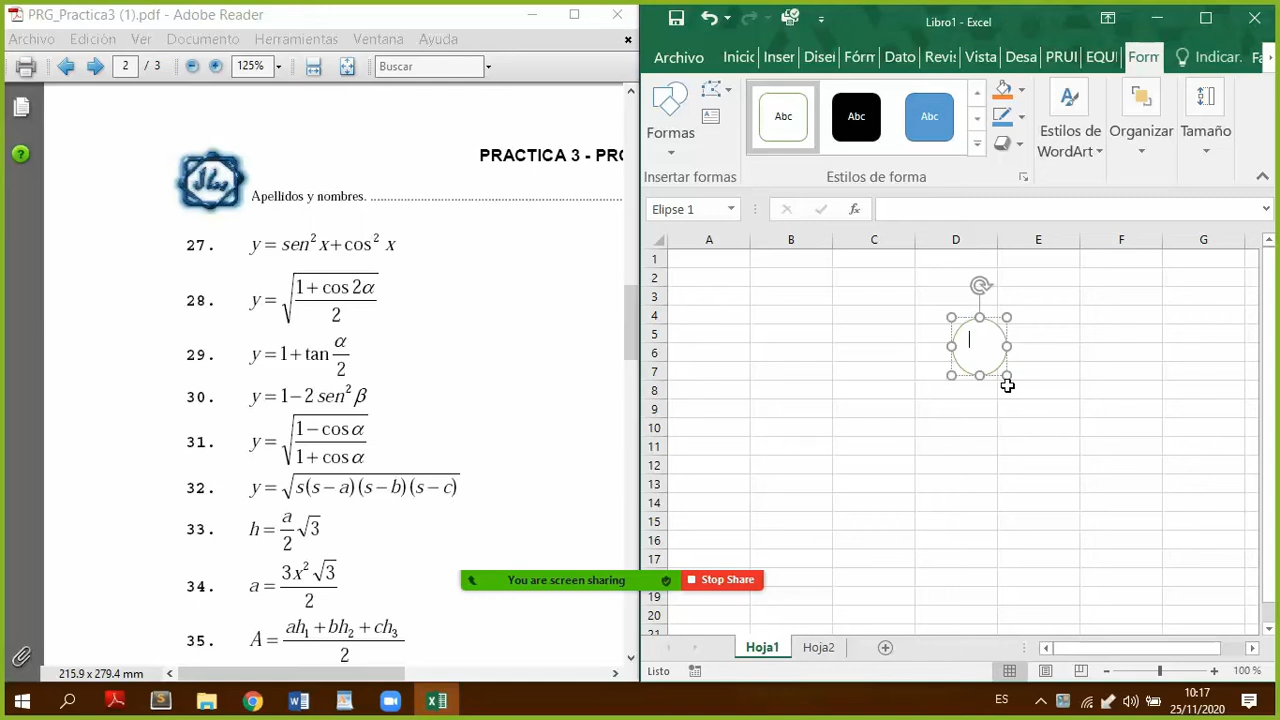 PRG_Practica3 (1).pdf - Adobe Reader
Archivo Edición Ver Documento Herramientas Ventana Ayuda
2 / 3 125% Buscar
PRACTICA 3 - PRO
Apellidos y nombres.
27. y = sen² x + cos² x
28. y = √((1 + cos 2α)/2)
29. y = 1 + tan α/2
30. y = 1 − 2 sen² β
31. y = √((1 − cos α)/(1 + cos α))
32. y = √(s(s − a)(s − b)(s − c))
33. h = a/2 √3
34. a = 3x² √3 / 2
35. A = (ah₁ + bh₂ + ch₃)/2
215.9 x 279.4 mm
Libro1 - Excel
Archivo Inicio Inser Diseí Fórm Dato Revis Vista Desa PRUI EQUI Form Indicar.
Formas
Abc Abc Abc
Estilos de WordArt
Organizar
Tamaño
Insertar formas Estilos de forma
Elipse 1 fx
A B C D E F G
1
2
3
4
5
6
7
8
9
10
11
12
13
14
15
16
17
19
20
21
You are screen sharing Stop Share
Hoja1 Hoja2
Listo 100 %
ES 10:17
25/11/2020